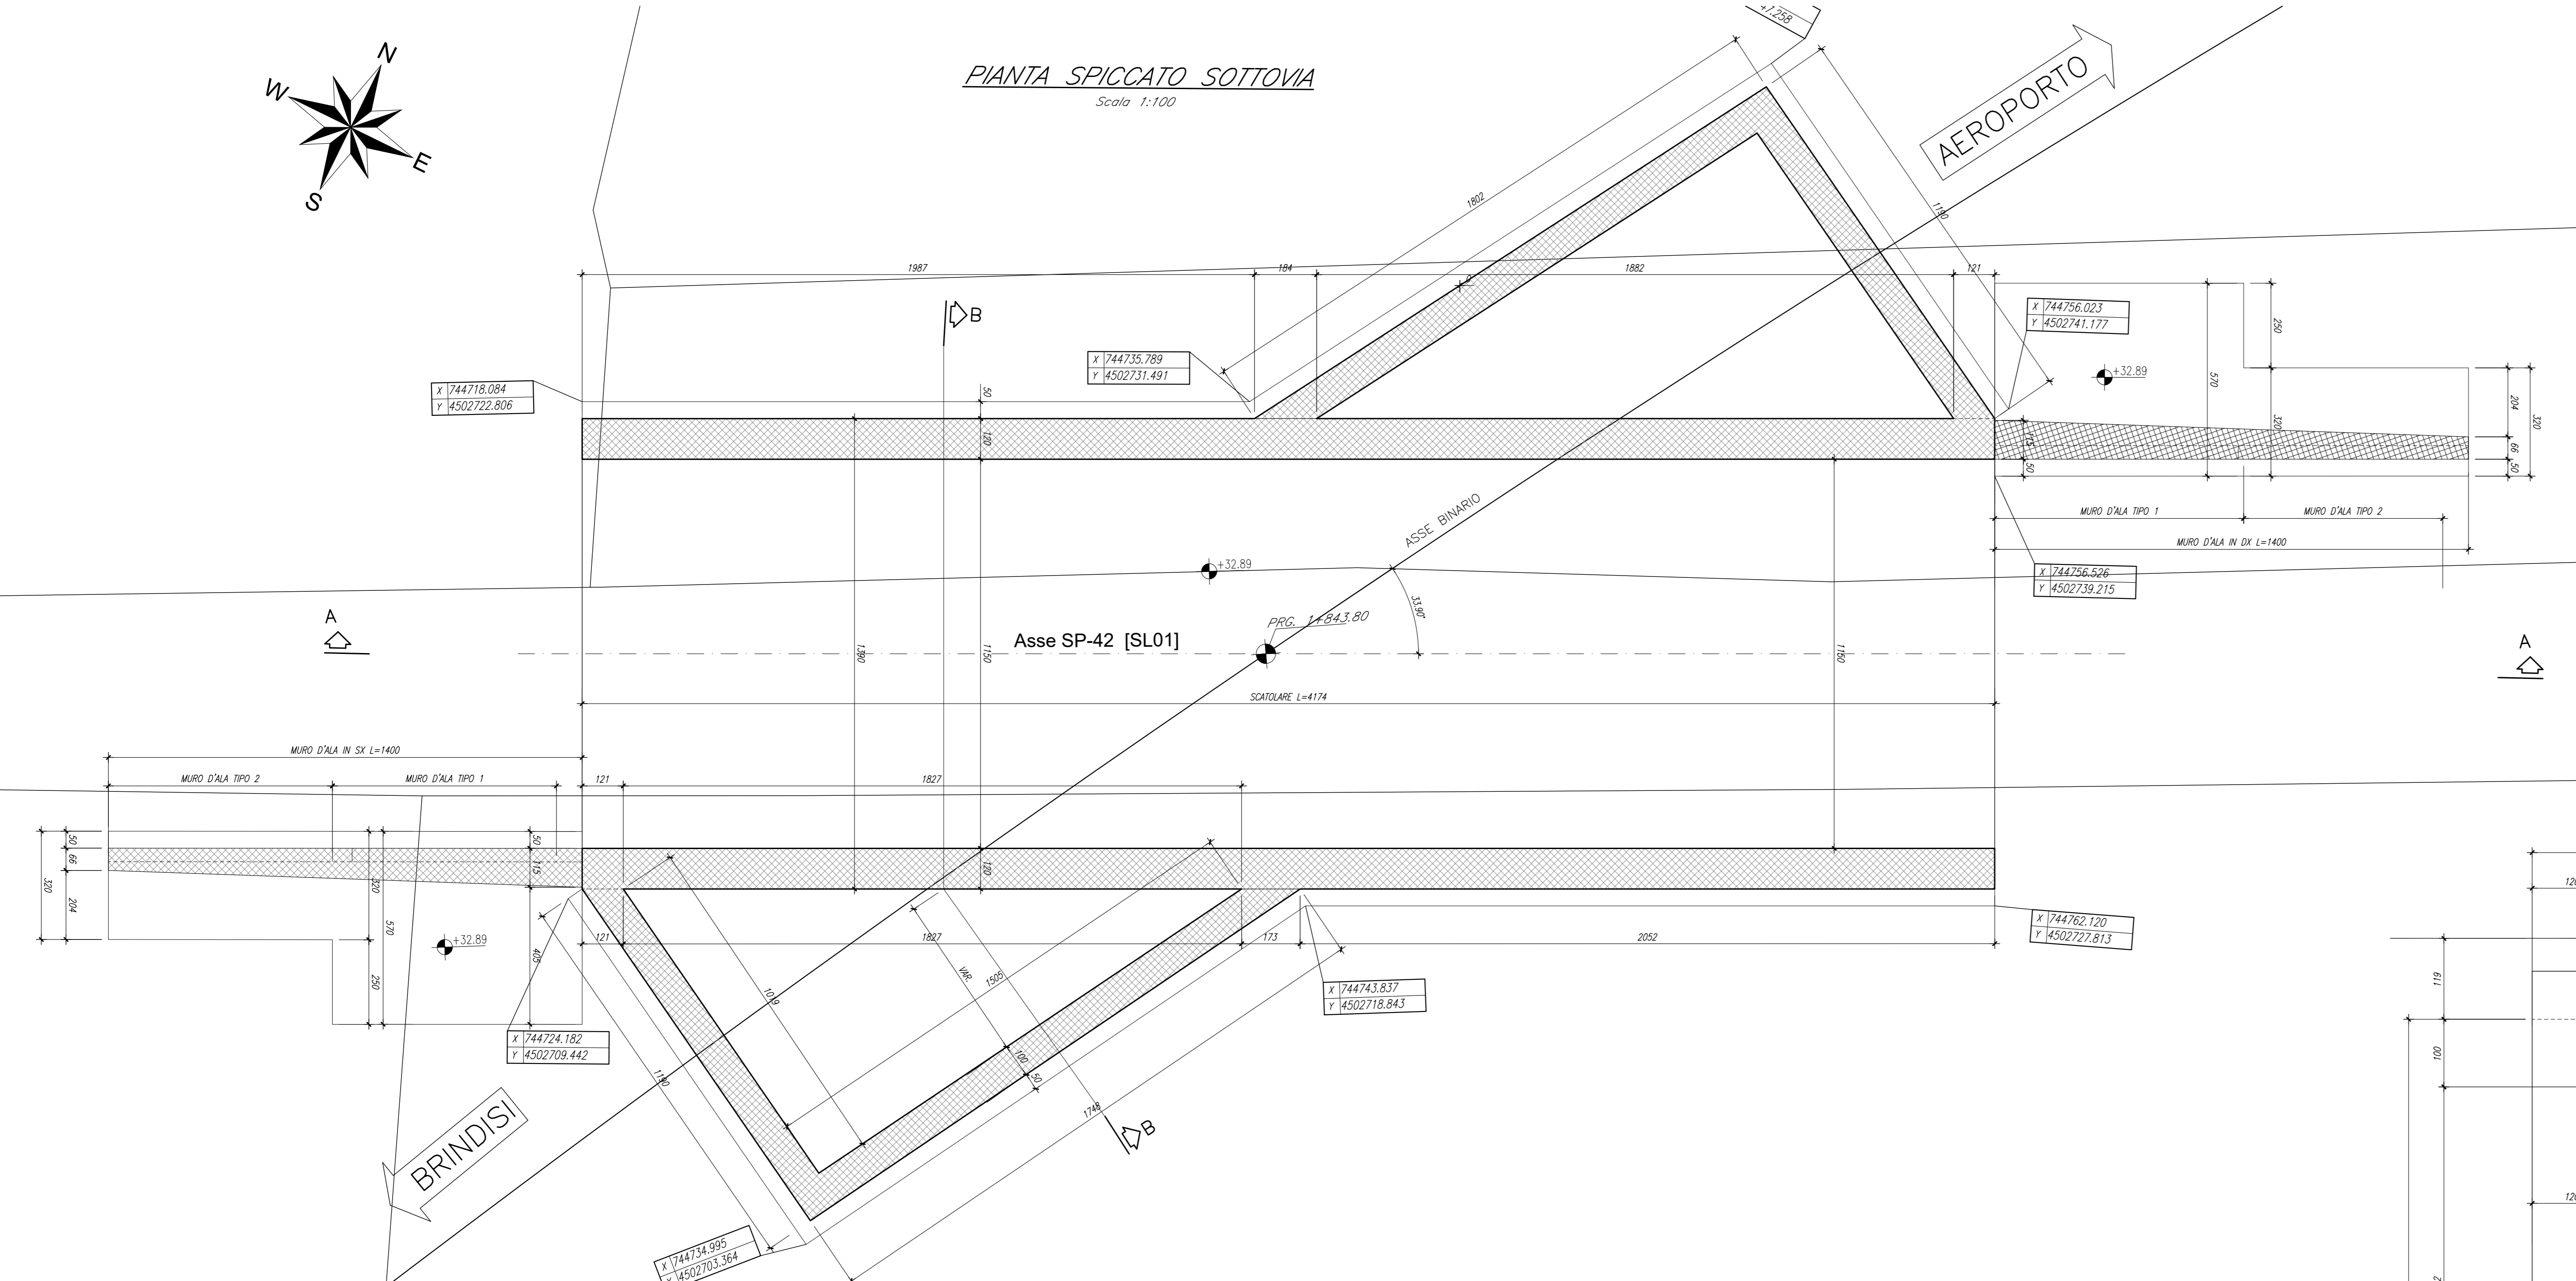 PIANTA SPICCATO SOTTOVIA
Scala 1:100
N
W
E
S
+7.258
AEROPORTO
1802
1190
1987
184
1882
121
B
0
X 744735.789
Y 4502731.491
X 744718.084
Y 4502722.806
X 744756.023
Y 4502741.177
+32.89
250
570
320
204
66
50
320
50
120
115
50
MURO D'ALA TIPO 1
MURO D'ALA TIPO 2
MURO D'ALA IN DX L=1400
X 744756.526
Y 4502739.215
ASSE BINARIO
33.90°
+32.89
PRG. 1+843.80
Asse SP-42 [SL01]
A
A
1390
1150
1150
SCATOLARE L=4174
MURO D'ALA IN SX L=1400
MURO D'ALA TIPO 2
MURO D'ALA TIPO 1
121
1827
50
66
204
320
320
570
250
50
115
405
120
+32.89
121
1827
173
2052
X 744762.120
Y 4502727.813
X 744743.837
Y 4502718.843
X 744724.182
Y 4502709.442
1019
VAR.
1505
100
50
1190
1748
B
BRINDISI
X 744734.995
Y 4502703.364
119
100